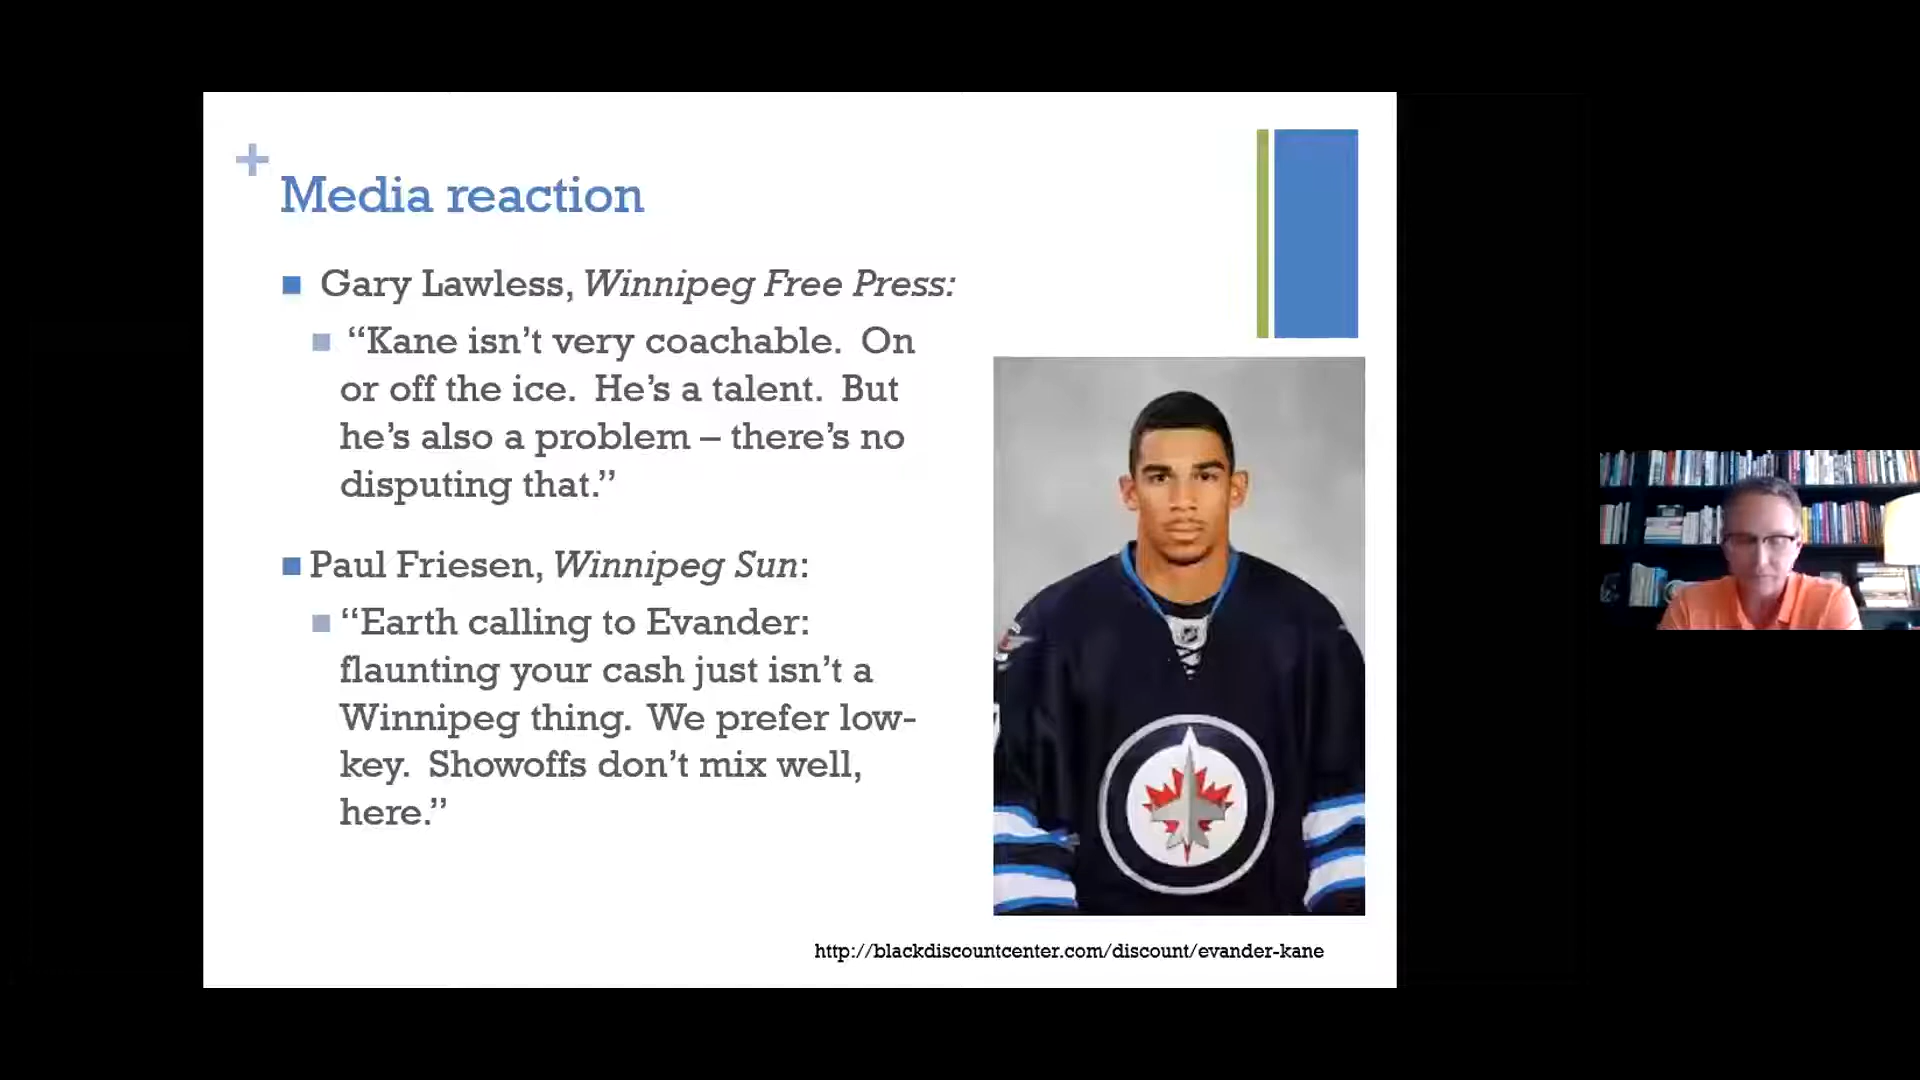 +
Media reaction
Gary Lawless, Winnipeg Free Press:
“Kane isn’t very coachable. On
or off the ice. He’s a talent. But
he’s also a problem – there’s no
disputing that.”
Paul Friesen, Winnipeg Sun:
“Earth calling to Evander:
flaunting your cash just isn’t a
Winnipeg thing. We prefer low-
key. Showoffs don’t mix well,
here.”
http://blackdiscountcenter.com/discount/evander-kane